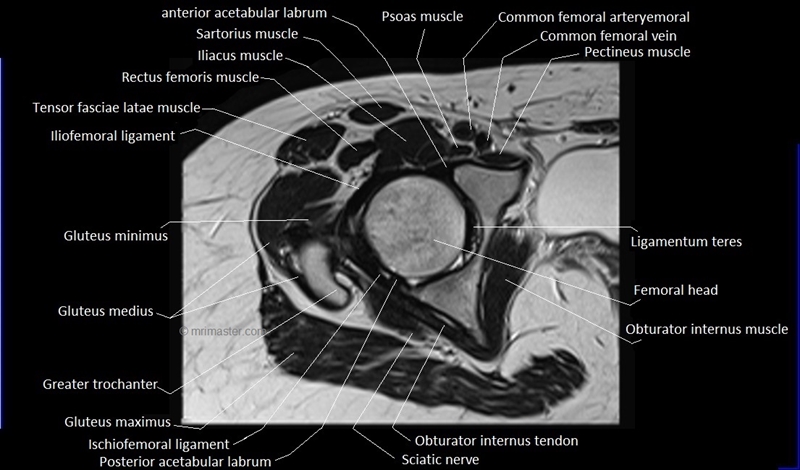 anterior acetabular labrum
Psoas muscle
Common femoral arteryemoral
Sartorius muscle
Common femoral vein
Iliacus muscle
Pectineus muscle
Rectus femoris muscle
Tensor fasciae latae muscle
Iliofemoral ligament
Gluteus minimus
Ligamentum teres
Femoral head
Gluteus medius
Obturator internus muscle
© mrimaster.com
Greater trochanter
Gluteus maximus
Ischiofemoral ligament
Obturator internus tendon
Posterior acetabular labrum
Sciatic nerve